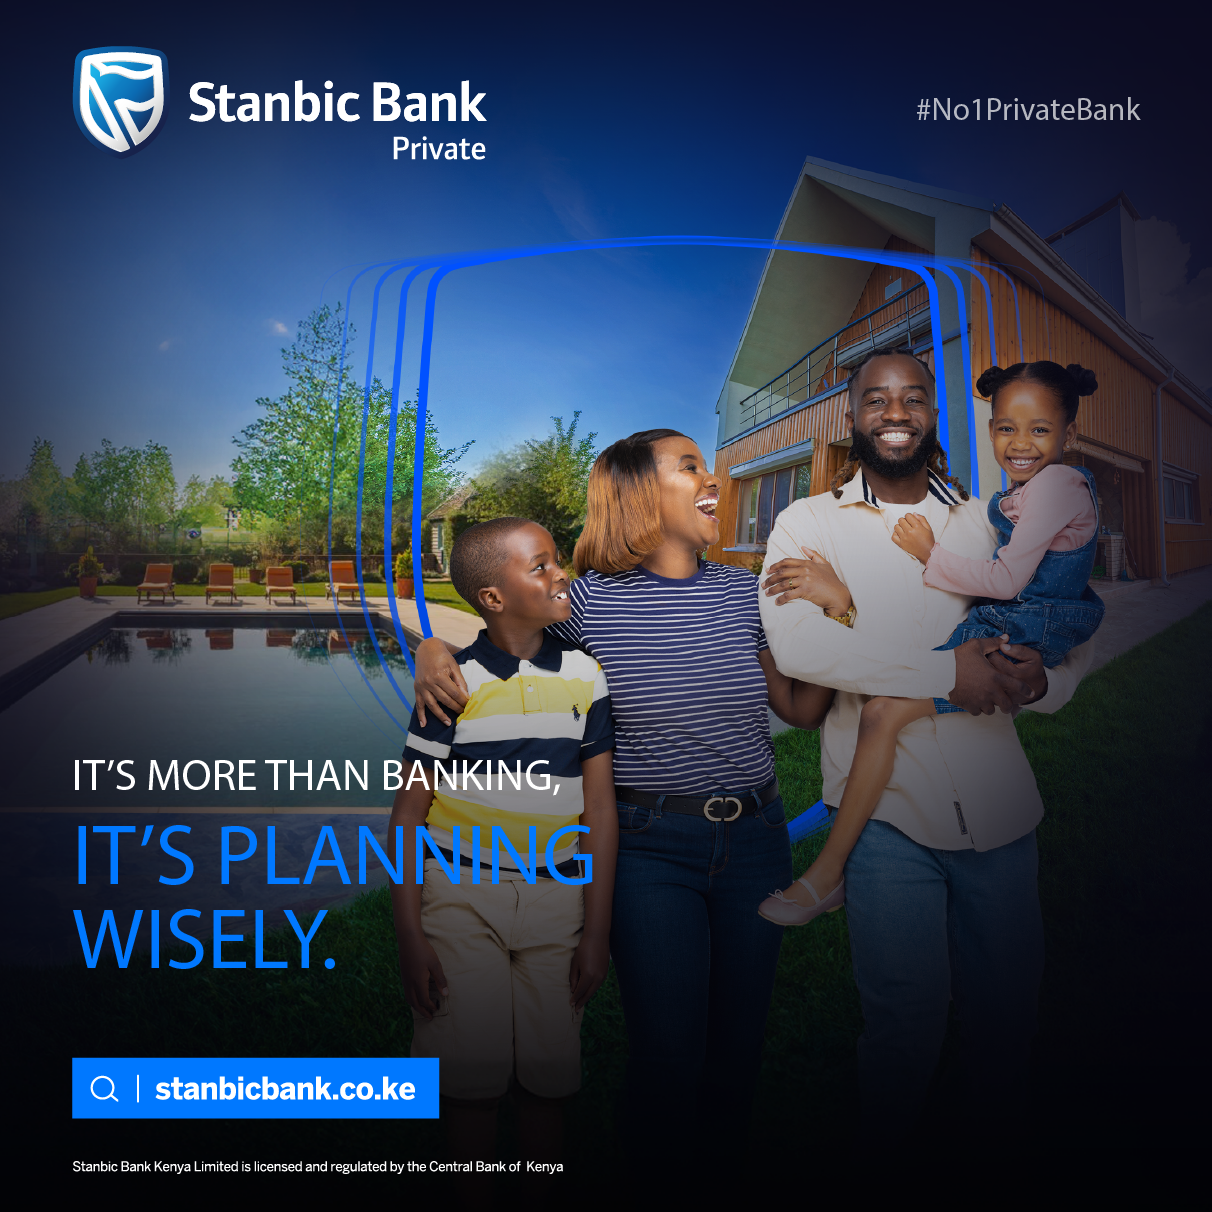 Stanbic Bank
Private
#No1PrivateBank
IT’S MORE THAN BANKING,
IT’S PLANNING
WISELY.
stanbicbank.co.ke
Stanbic Bank Kenya Limited is licensed and regulated by the Central Bank of Kenya